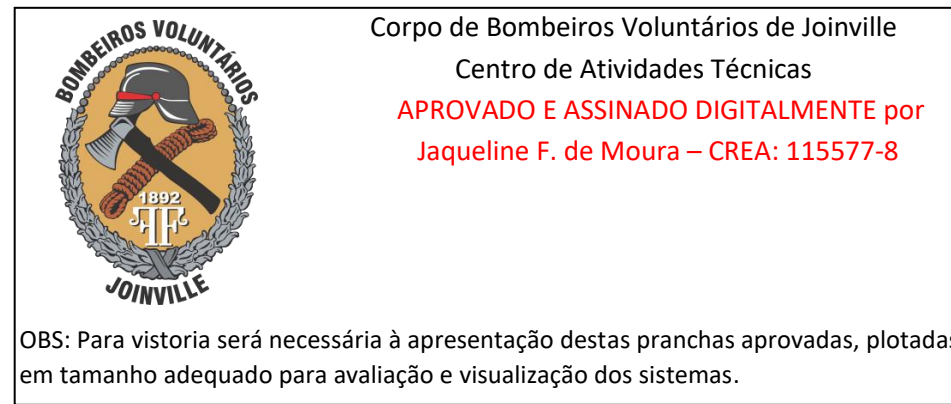 BOMBEIROS VOLUNTÁRIOS
1892
JOINVILLE
Corpo de Bombeiros Voluntários de Joinville
Centro de Atividades Técnicas
APROVADO E ASSINADO DIGITALMENTE por
Jaqueline F. de Moura – CREA: 115577-8
OBS: Para vistoria será necessária à apresentação destas pranchas aprovadas, plotadas
em tamanho adequado para avaliação e visualização dos sistemas.